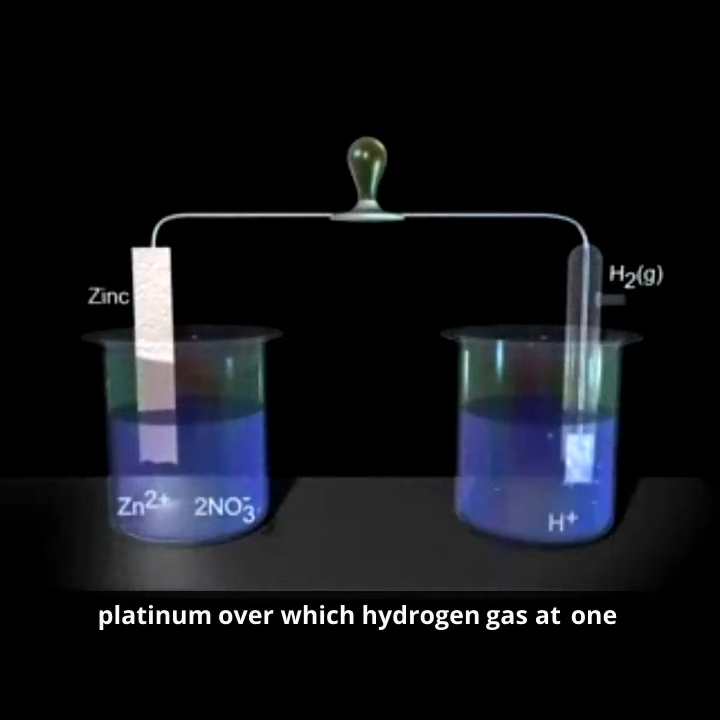 H₂(g)
Zinc
Zn²⁺ 2NO₃⁻
H⁺
platinum over which hydrogen gas at one